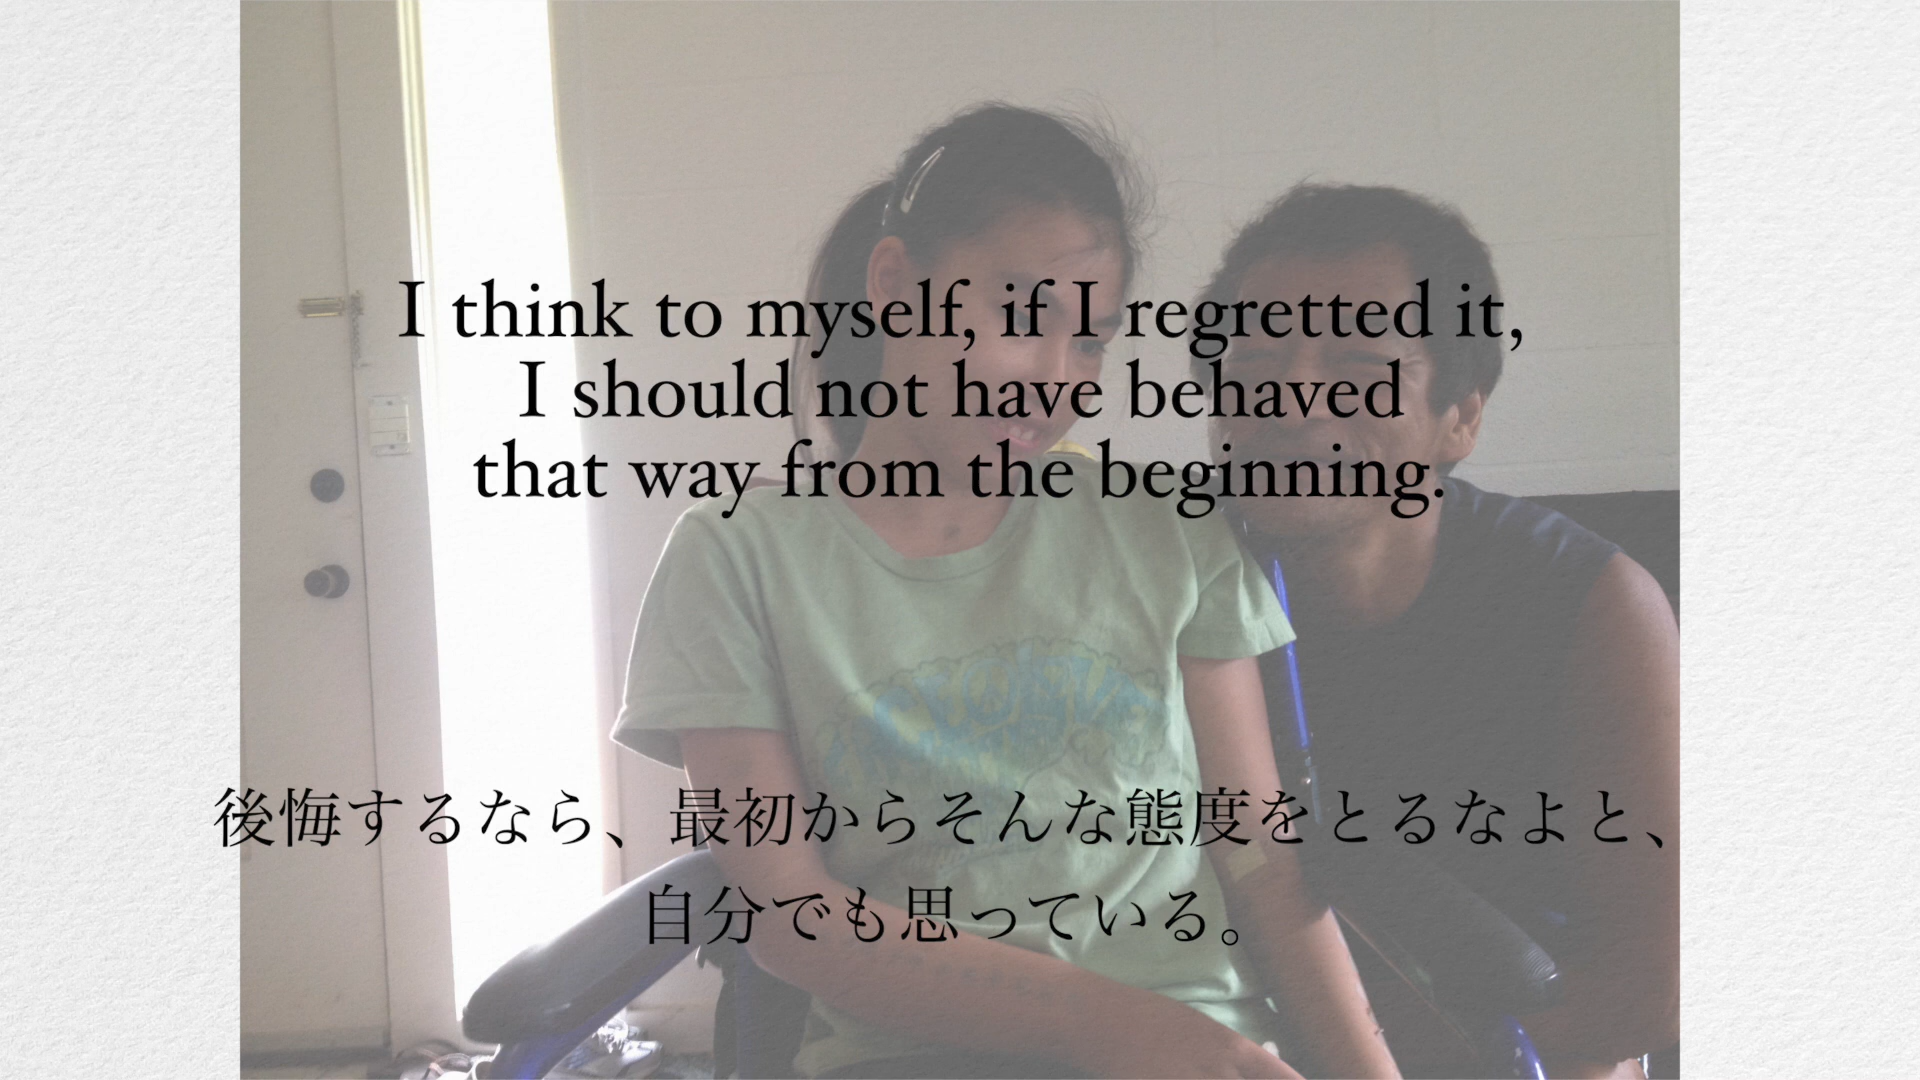 I think to myself, if I regretted it,
I should not have behaved
that way from the beginning.
後悔するなら、最初からそんな態度をとるなよと、
自分でも思っている。